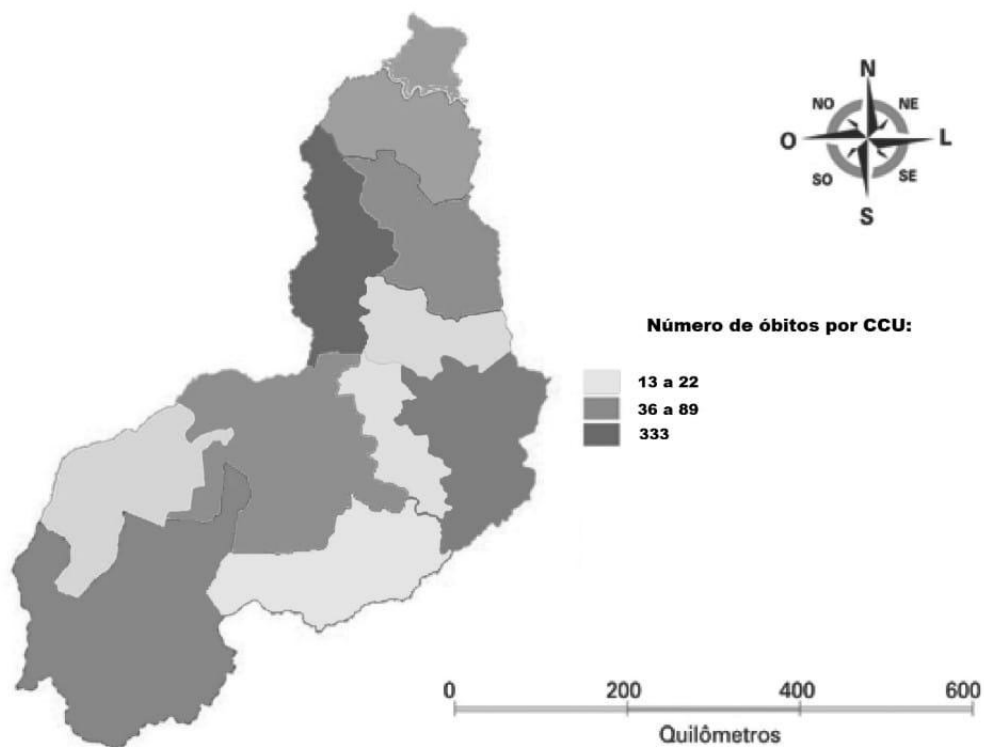 N
NO NE
O L
SO SE
S
Número de óbitos por CCU:
13 a 22
36 a 89
333
0 200 400 600
Quilômetros